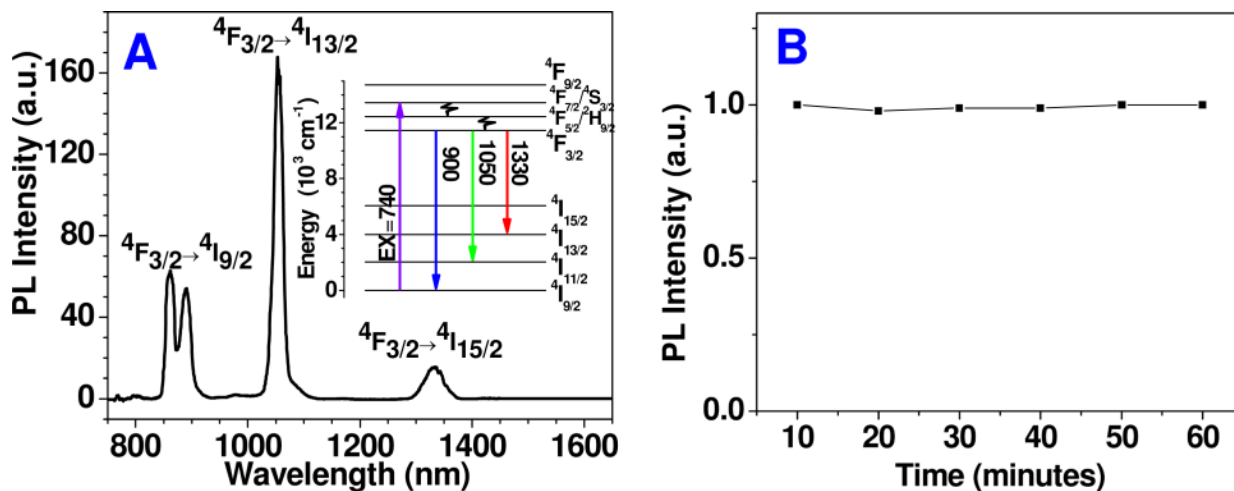 A
⁴F₃/₂→⁴I₁₃/₂
⁴F₃/₂→⁴I₉/₂
⁴F₃/₂→⁴I₁₅/₂
PL Intensity (a.u.)
160
120
80
40
0
800 1000 1200 1400 1600
Wavelength (nm)
Energy (10³ cm⁻¹)
12
8
4
0
EX=740
900
1050
1330
⁴F₉/₂
⁴F₇/₂/⁴S₃/₂
⁴F₅/₂/²H₉/₂
⁴F₃/₂
⁴I₁₅/₂
⁴I₁₃/₂
⁴I₁₁/₂
⁴I₉/₂
B
PL Intensity (a.u.)
1.0
0.5
0.0
10 20 30 40 50 60
Time (minutes)